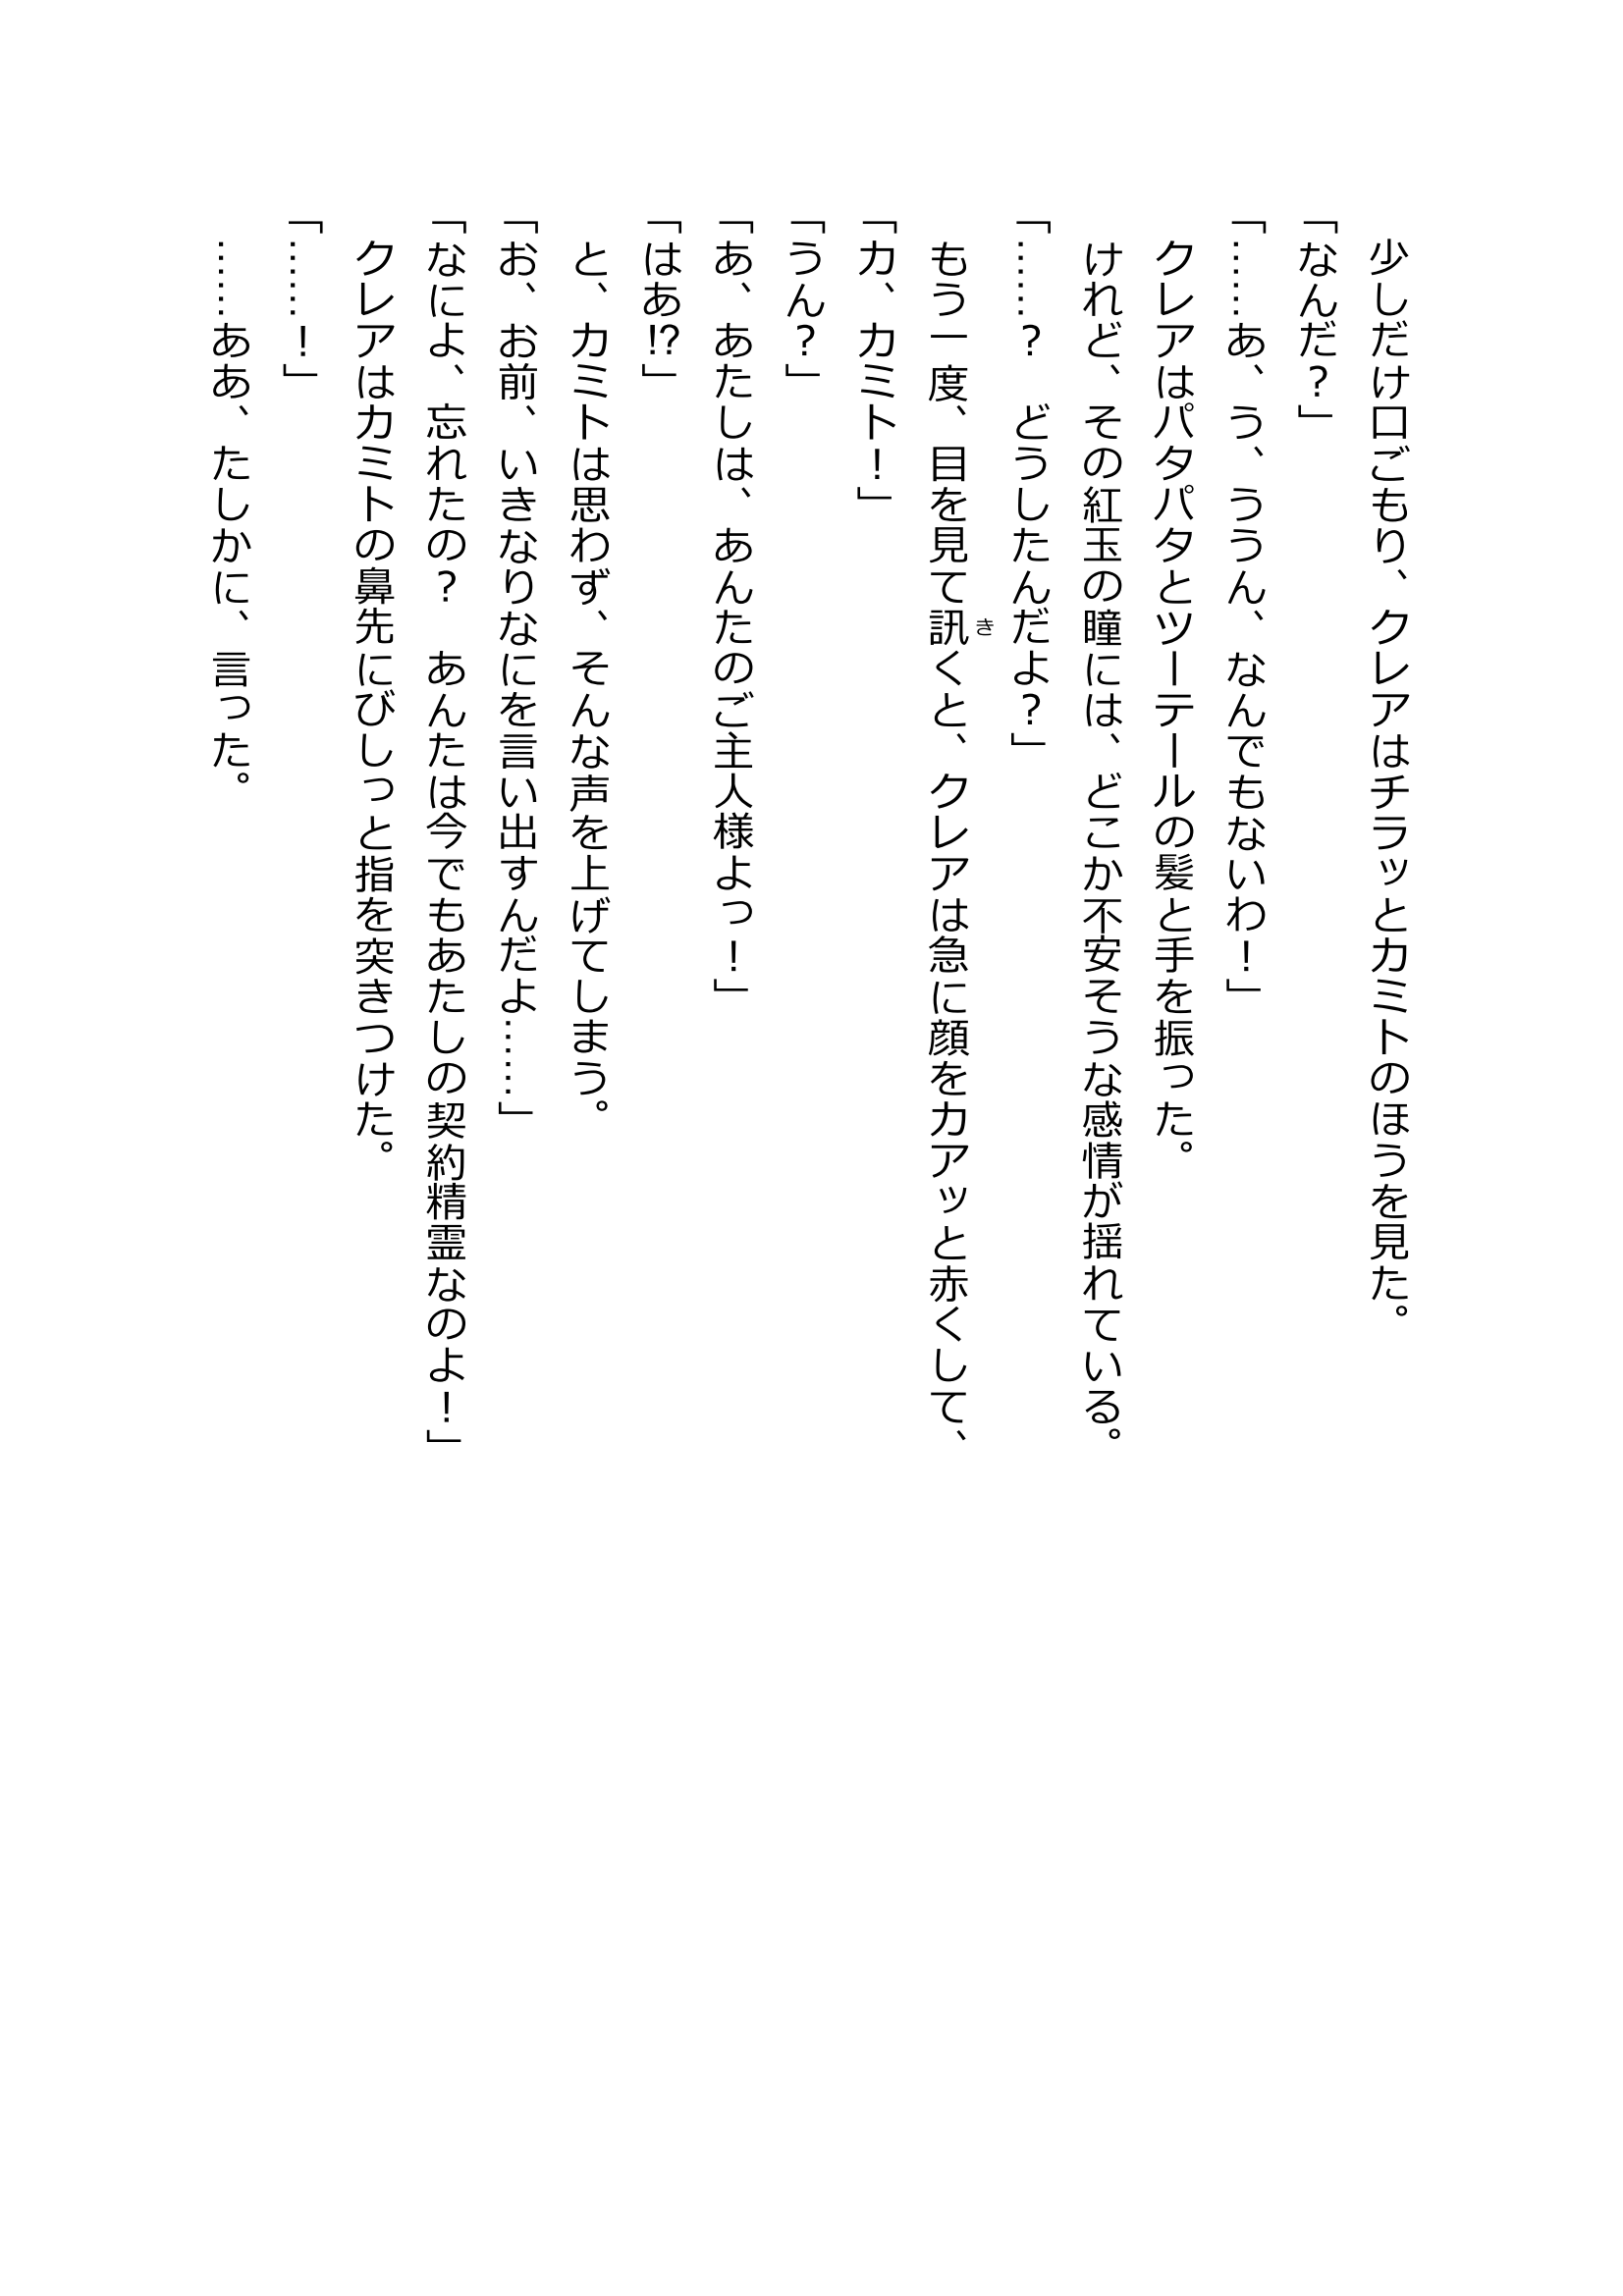 少しだけ口ごもり、クレアはチラッとカミトのほうを見た。
「なんだ？」
「……あ、う、ううん、なんでもないわ！」
　クレアはパタパタとツーテールの髪と手を振った。
　けれど、その紅玉の瞳には、どこか不安そうな感情が揺れている。
「……？　どうしたんだよ？」
　もう一度、目を見て訊くと、クレアは急に顔をカアッと赤くして、
「カ、カミト！」
「うん？」
「あ、あたしは、あんたのご主人様よっ！」
「はあ⁉」
　と、カミトは思わず、そんな声を上げてしまう。
「お、お前、いきなりなにを言い出すんだよ……」
「なによ、忘れたの？　あんたは今でもあたしの契約精霊なのよ！」
　クレアはカミトの鼻先にびしっと指を突きつけた。
「……！」
　……ああ、たしかに、言った。